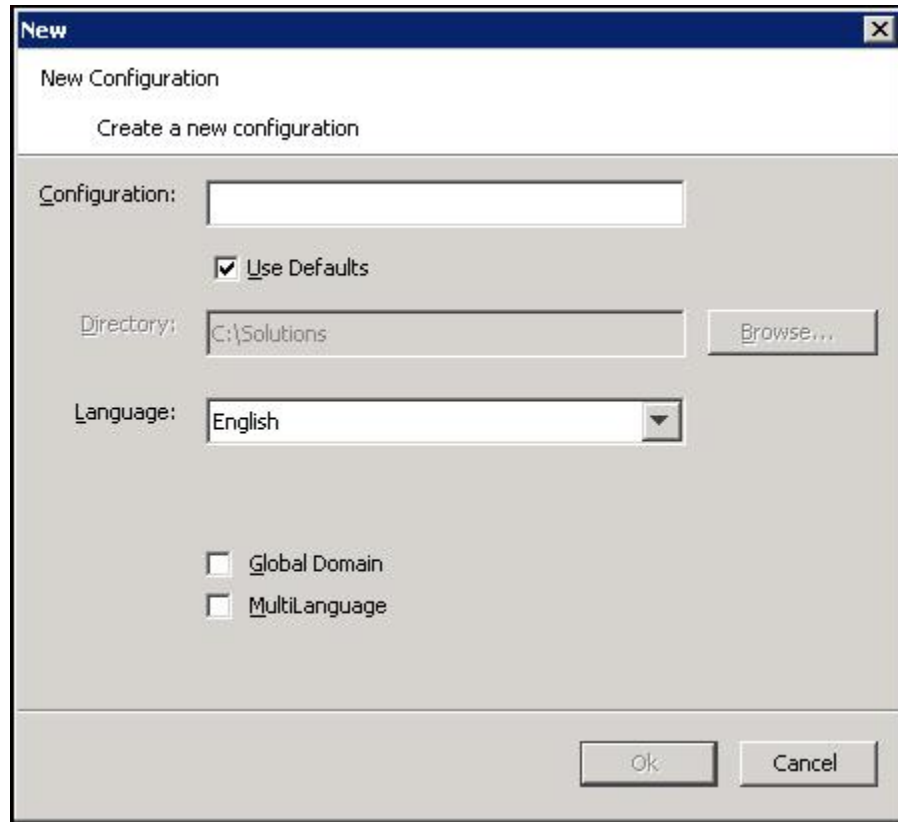 New
New Configuration
Create a new configuration
Configuration:
Use Defaults
Directory: C:\Solutions Browse...
Language: English
Global Domain
MultiLanguage
Ok Cancel